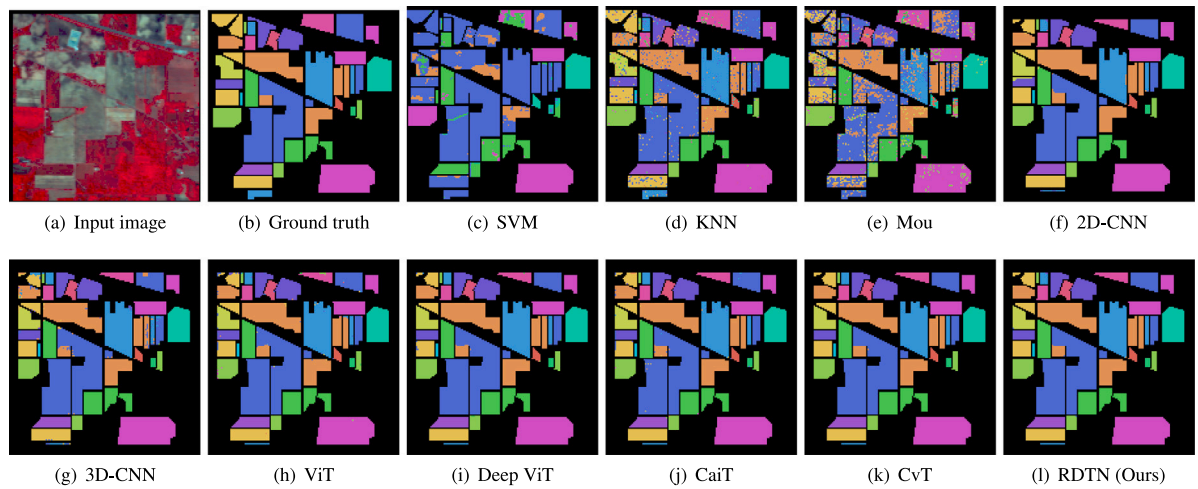 (a) Input image
(b) Ground truth
(c) SVM
(d) KNN
(e) Mou
(f) 2D-CNN
(g) 3D-CNN
(h) ViT
(i) Deep ViT
(j) CaiT
(k) CvT
(l) RDTN (Ours)